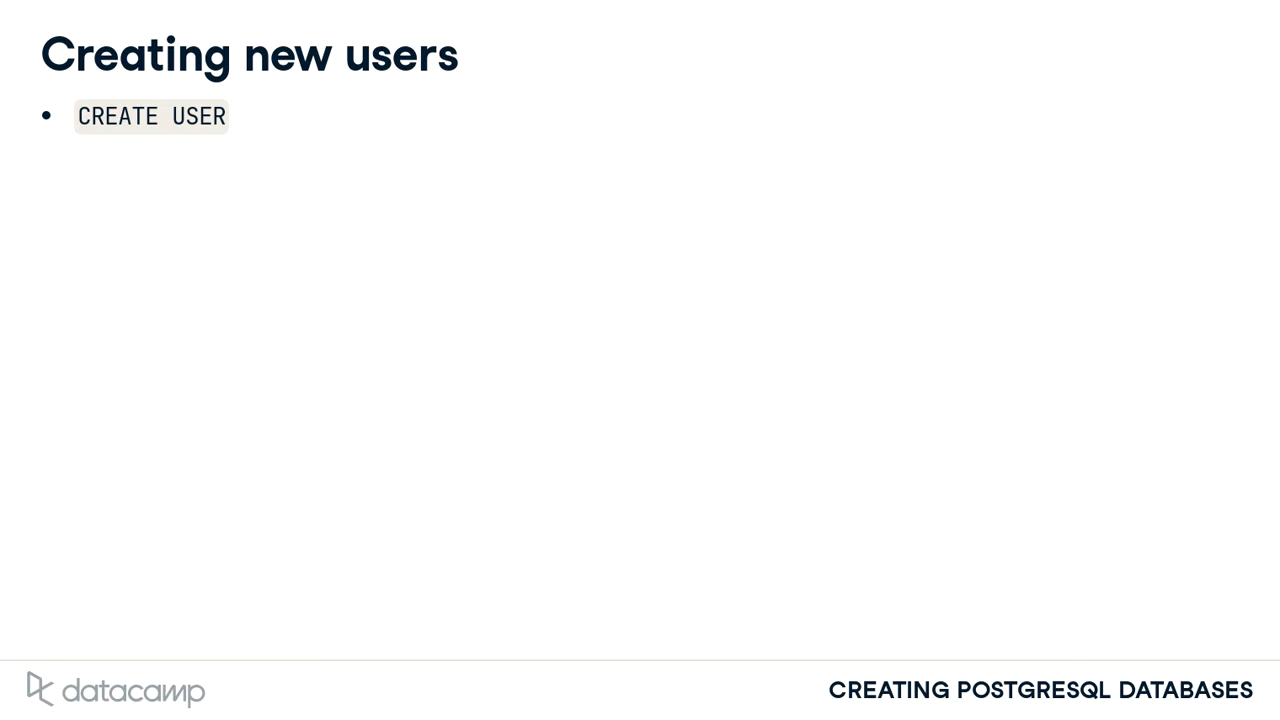 Creating new users
• CREATE USER
datacamp
CREATING POSTGRESQL DATABASES